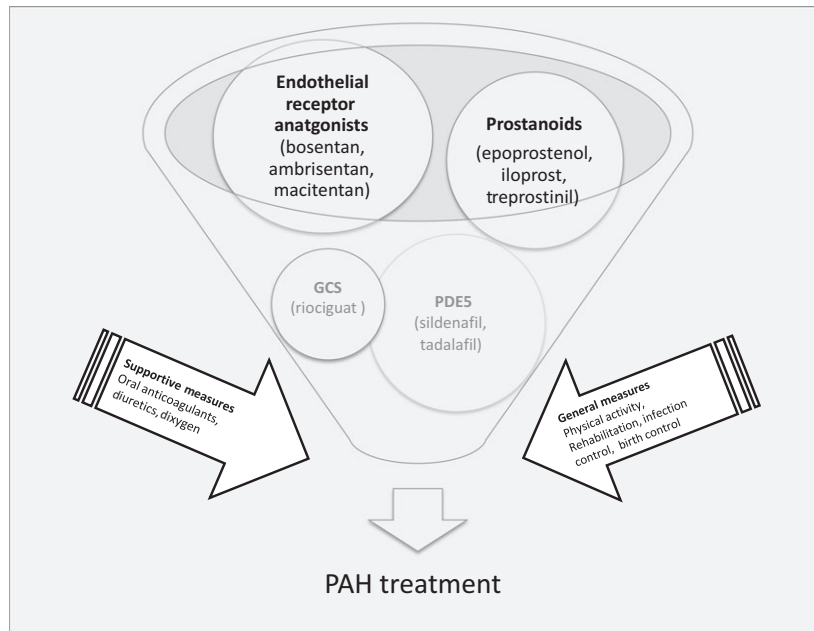 Endothelial
receptor
anatgonists
(bosentan,
ambrisentan,
macitentan)
Prostanoids
(epoprostenol,
iloprost,
treprostinil)
GCS
(riociguat )
PDE5
(sildenafil,
tadalafil)
Supportive measures
Oral anticoagulants,
diuretics, dixygen
General measures
Physical activity,
Rehabilitation, infection
control, birth control
PAH treatment